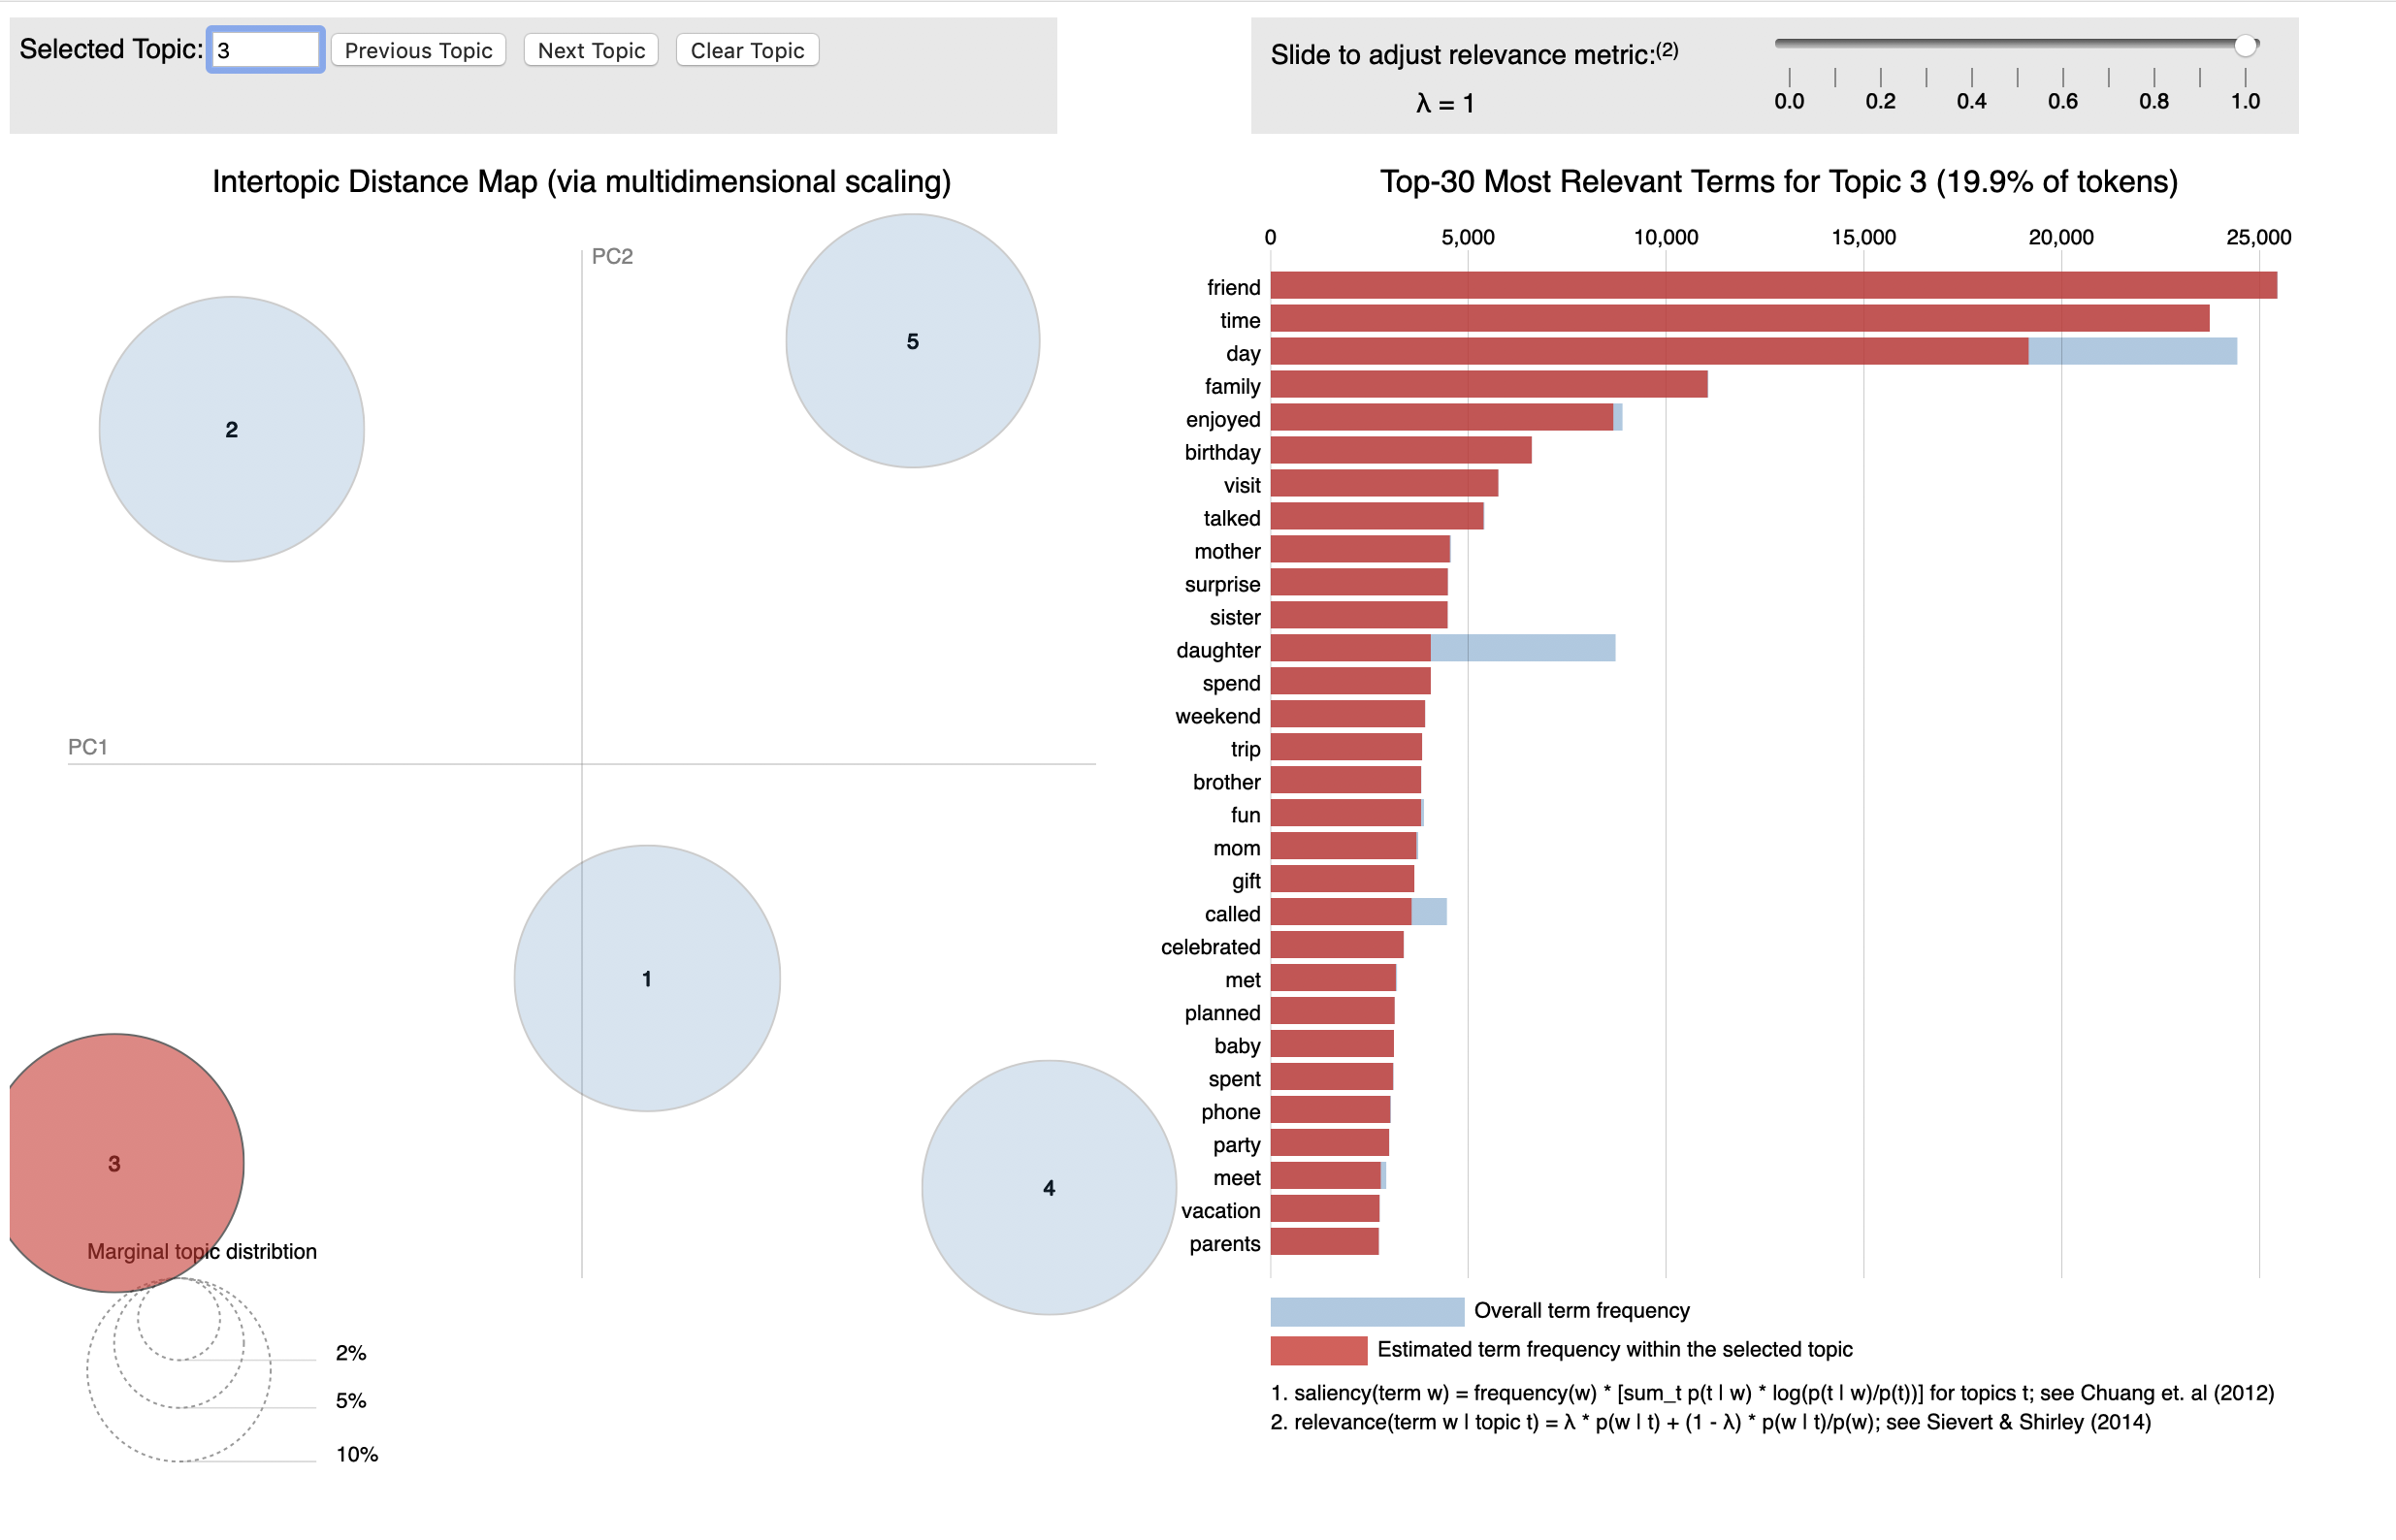 Selected Topic: 3 Previous Topic Next Topic Clear Topic
Slide to adjust relevance metric:(2)
λ = 1
0.0 0.2 0.4 0.6 0.8 1.0
Intertopic Distance Map (via multidimensional scaling)
PC2
5
2
PC1
1
3
4
Marginal topic distribtion
2%
5%
10%
Top-30 Most Relevant Terms for Topic 3 (19.9% of tokens)
0 5,000 10,000 15,000 20,000 25,000
friend
time
day
family
enjoyed
birthday
visit
talked
mother
surprise
sister
daughter
spend
weekend
trip
brother
fun
mom
gift
called
celebrated
met
planned
baby
spent
phone
party
meet
vacation
parents
Overall term frequency
Estimated term frequency within the selected topic
1. saliency(term w) = frequency(w) * [sum_t p(t | w) * log(p(t | w)/p(t))] for topics t; see Chuang et. al (2012)
2. relevance(term w | topic t) = λ * p(w | t) + (1 - λ) * p(w | t)/p(w); see Sievert & Shirley (2014)